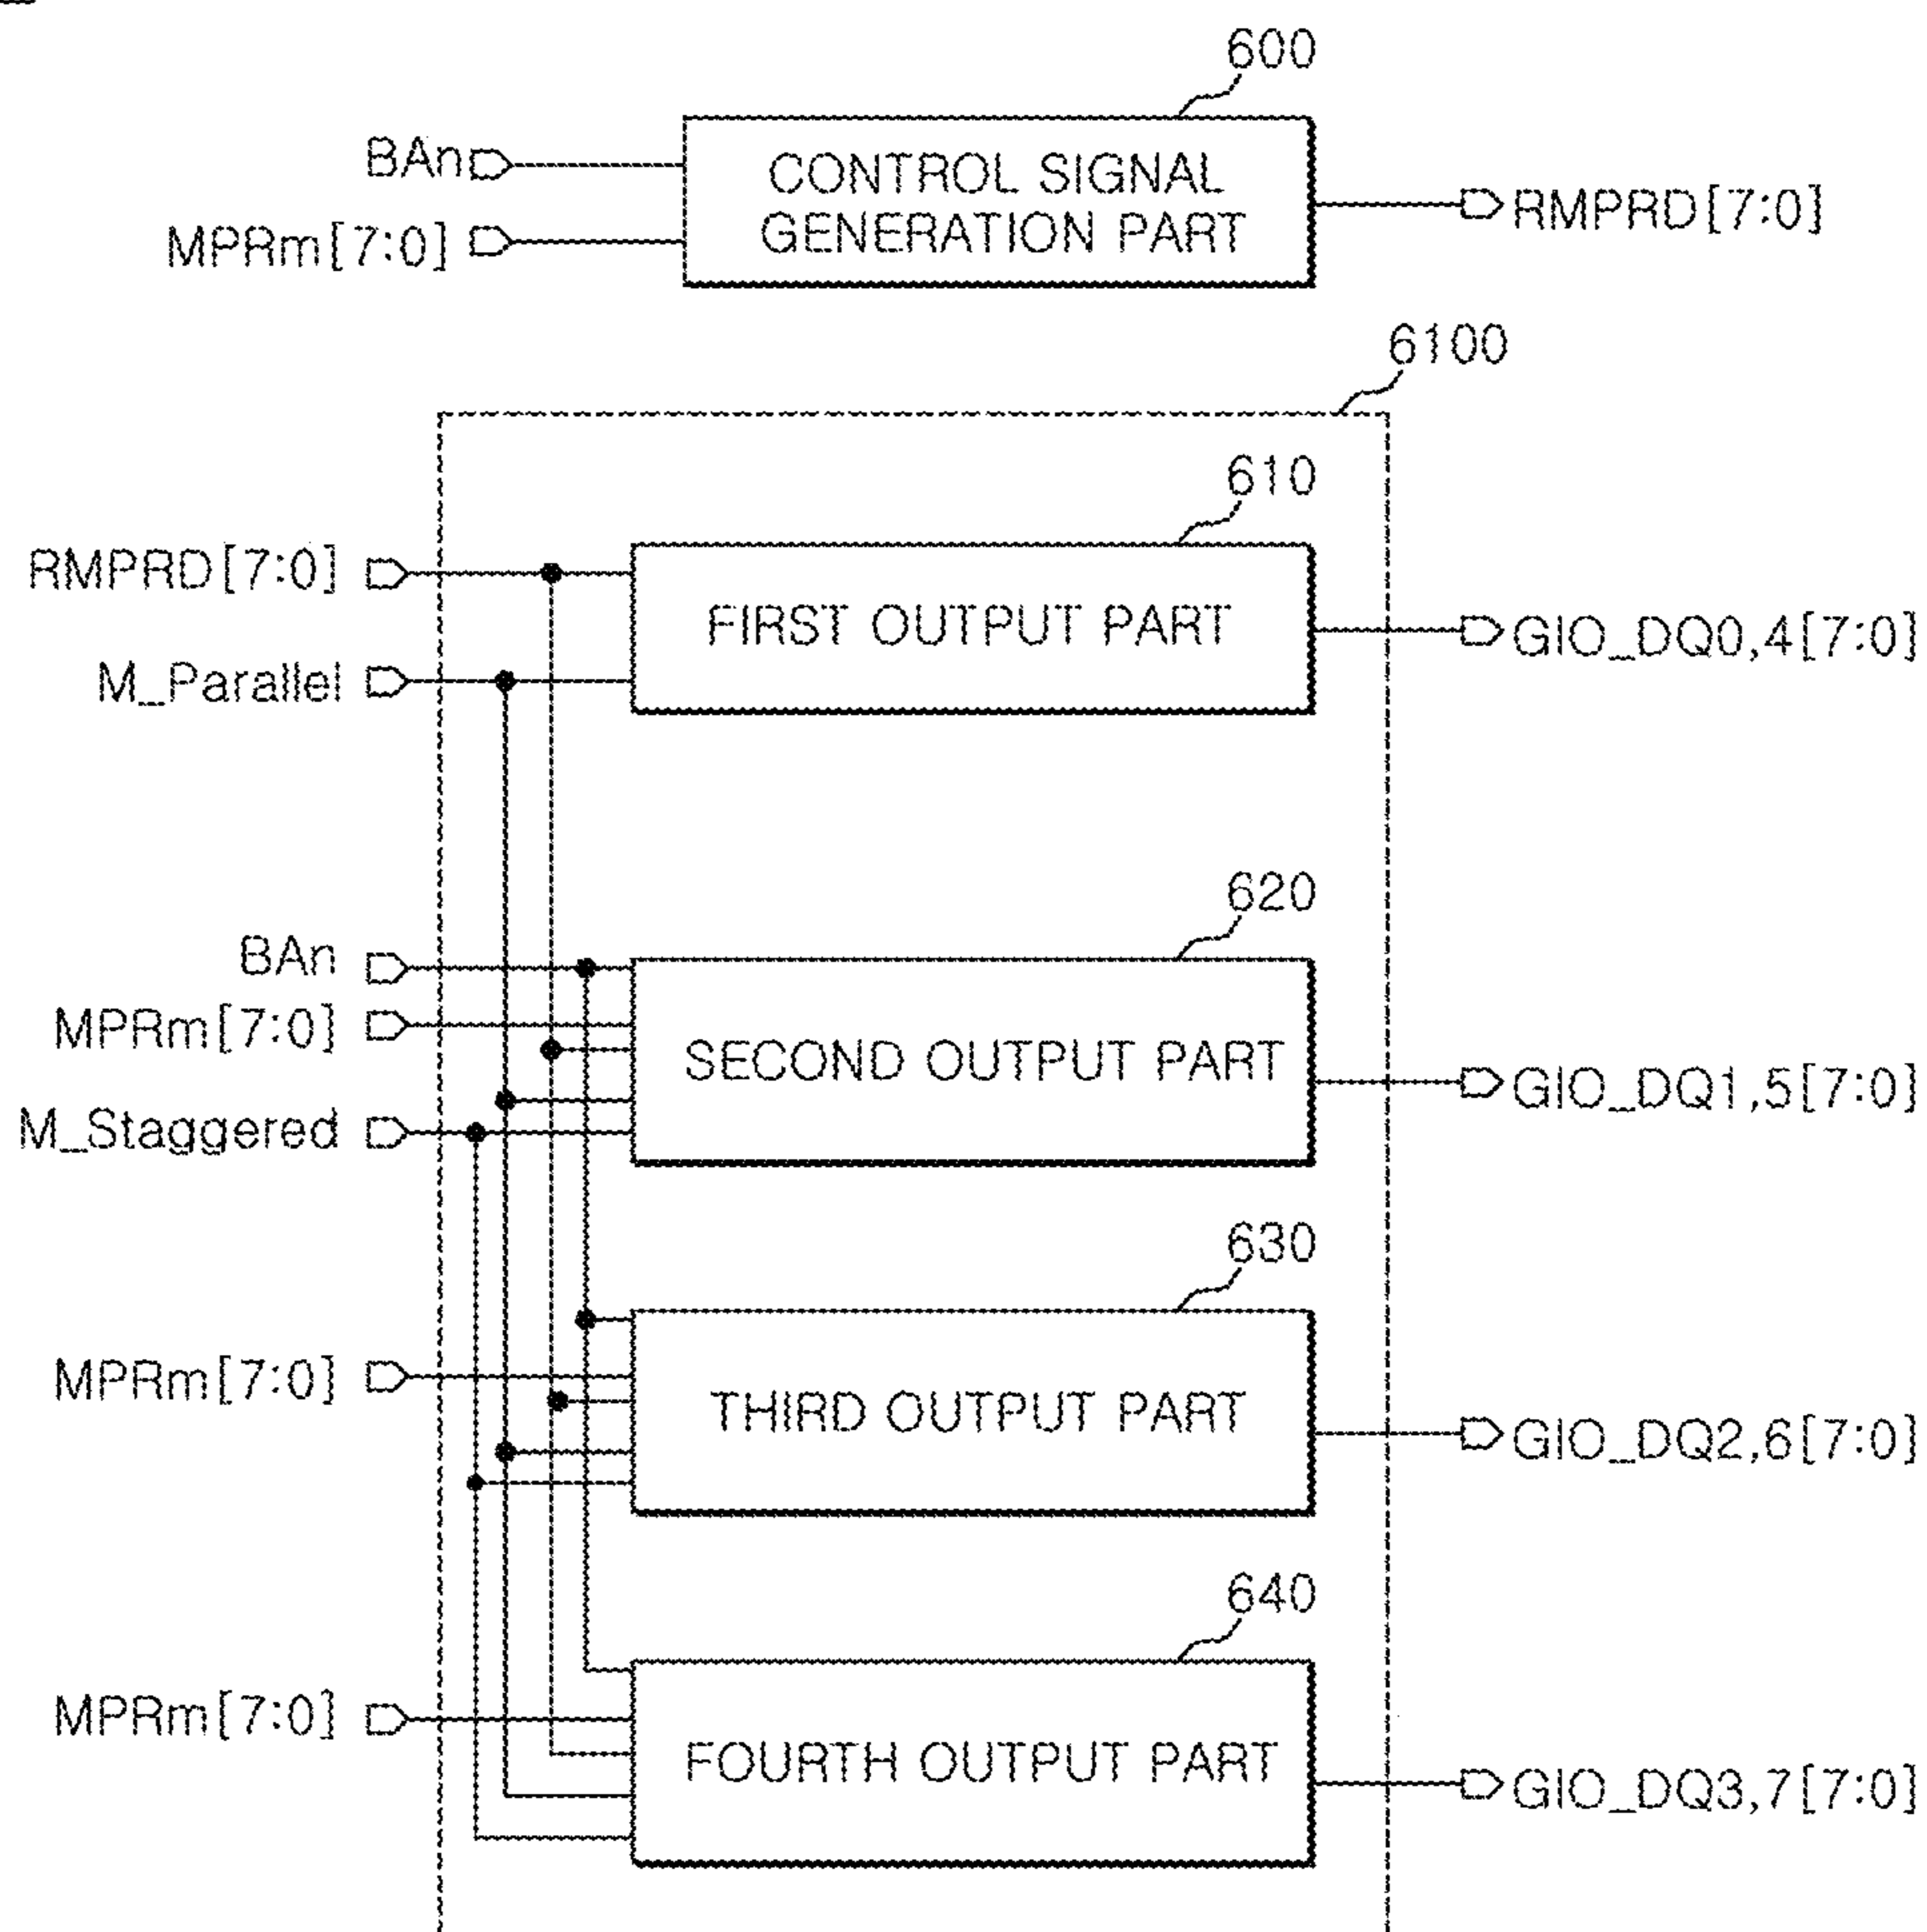 600
BAn
MPRm[7:0]
CONTROL SIGNAL
GENERATION PART
RMPRD[7:0]
6100
610
RMPRD[7:0]
M_Parallel
FIRST OUTPUT PART
GIO_DQ0,4[7:0]
620
BAn
MPRm[7:0]
M_Staggered
SECOND OUTPUT PART
GIO_DQ1,5[7:0]
630
MPRm[7:0]
THIRD OUTPUT PART
GIO_DQ2,6[7:0]
640
MPRm[7:0]
FOURTH OUTPUT PART
GIO_DQ3,7[7:0]